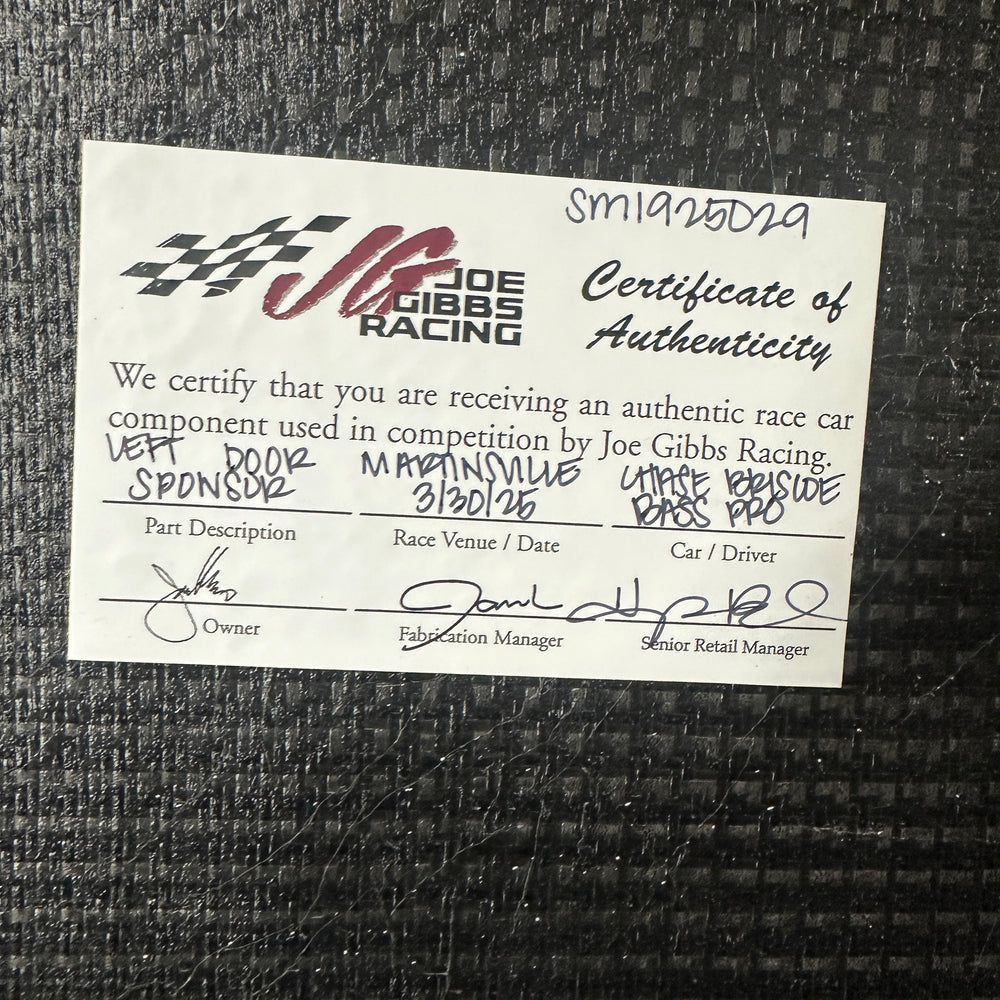 SM1925D29
JG JOE
GIBBS
RACING
Certificate of
Authenticity
We certify that you are receiving an authentic race car
component used in competition by Joe Gibbs Racing.
LEFT DOOR
SPONSOR
MARTINSVILLE
3/30/25
CHASE BRISCOE
BASS PRO
Part Description
Race Venue / Date
Car / Driver
Owner
Fabrication Manager
Senior Retail Manager